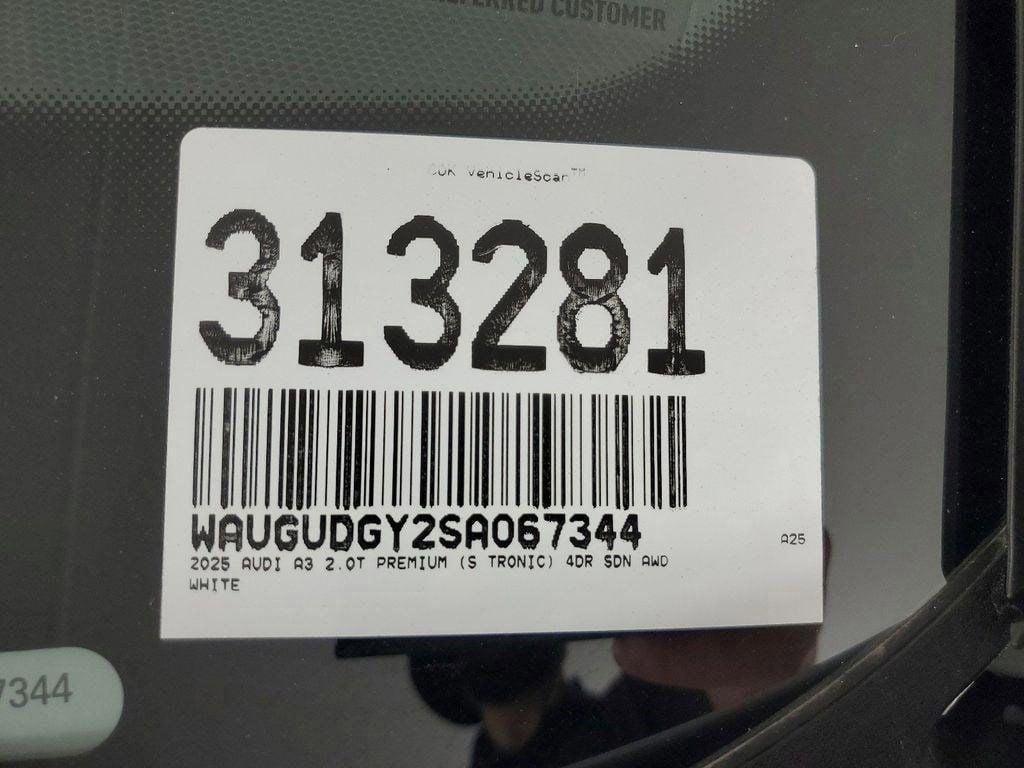 CUSTOMER
VehicleScan™
313281
WAUGUDGY2SA067344
A25
2025 AUDI A3 2.0T PREMIUM (S TRONIC) 4DR SDN AWD
WHITE
7344